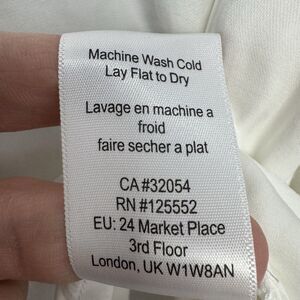 Machine Wash Cold
Lay Flat to Dry
Lavage en machine a
froid
faire secher a plat
CA #32054
RN #125552
EU: 24 Market Place
3rd Floor
London, UK W1W8AN